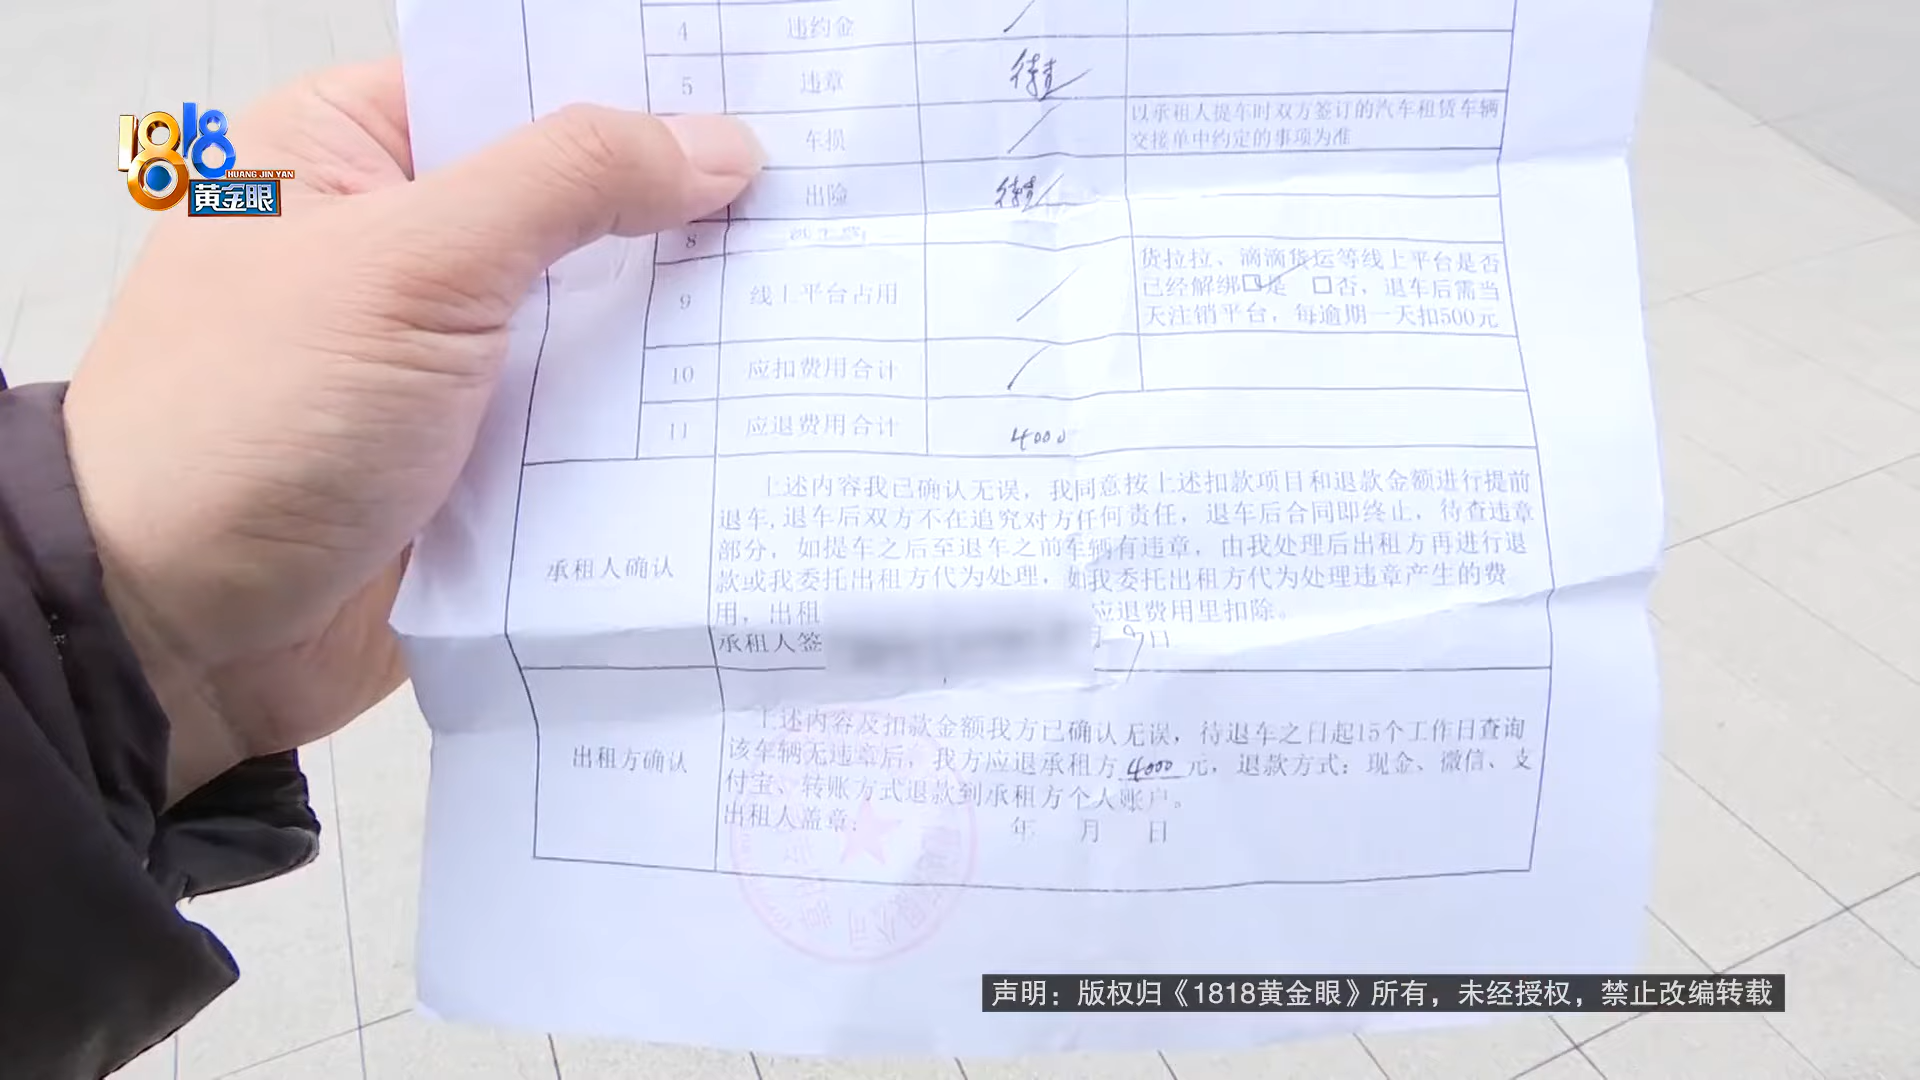 1818
HUANG JIN YAN
黄金眼
4 违约金
5 违章 待查
车损 以承租人提车时双方签订的汽车租赁车辆
交接单中约定的事项为准
出险 待查
8
9 线上平台占用 货拉拉、滴滴货运等线上平台是否
已经解绑☑是 □否，退车后需当
天注销平台，每逾期一天扣500元
10 应扣费用合计
11 应退费用合计 4000
承租人确认
上述内容我已确认无误，我同意按上述扣款项目和退款金额进行提前
退车,退车后双方不在追究对方任何责任，退车后合同即终止，待查违章
部分，如提车之后至退车之前车辆有违章，由我处理后出租方再进行退
款或我委托出租方代为处理，如我委托出租方代为处理违章产生的费
用，出租 应退费用里扣除。
承租人签 月 9日
出租方确认
上述内容及扣款金额我方已确认无误，待退车之日起15个工作日查询
该车辆无违章后，我方应退承租方4000元，退款方式：现金、微信、支
付宝、转账方式退款到承租方个人账户。
出租人盖章： 年 月 日
声明：版权归《1818黄金眼》所有，未经授权，禁止改编转载